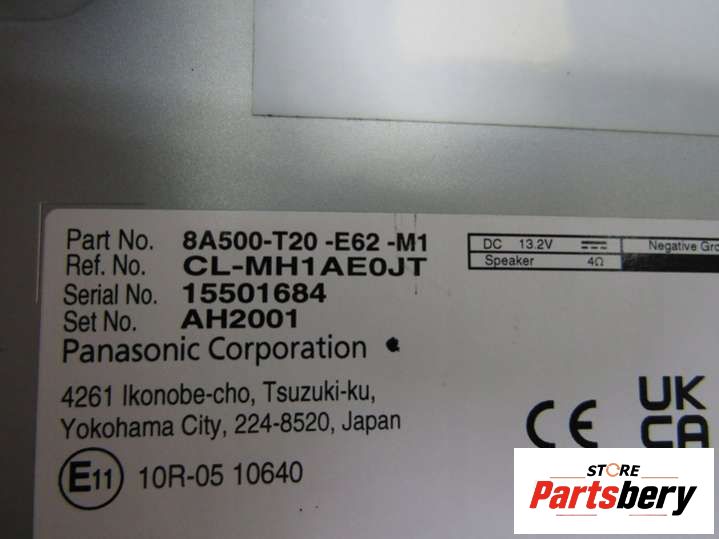 Part No. 8A500-T20 -E62 -M1
Ref. No. CL-MH1AE0JT
Serial No. 15501684
Set No. AH2001
Panasonic Corporation
4261 Ikonobe-cho, Tsuzuki-ku,
Yokohama City, 224-8520, Japan
E11 10R-05 10640
DC 13.2V Negative Gro
Speaker 4Ω
CE
UK
CA
STORE
Partsbery